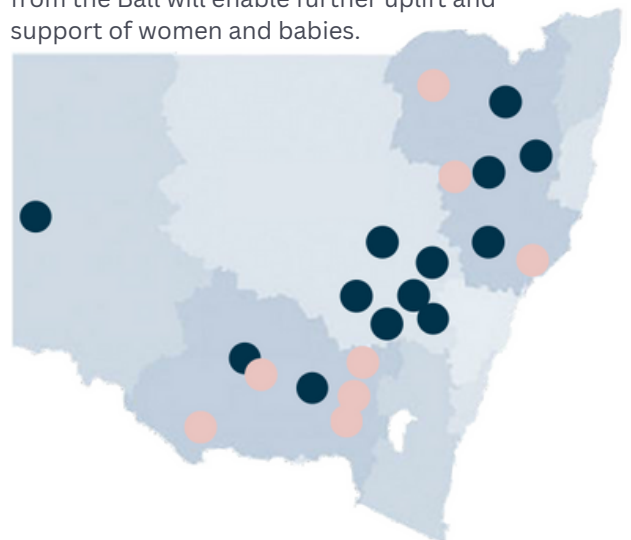 from the Ball will enable further uplift and
support of women and babies.